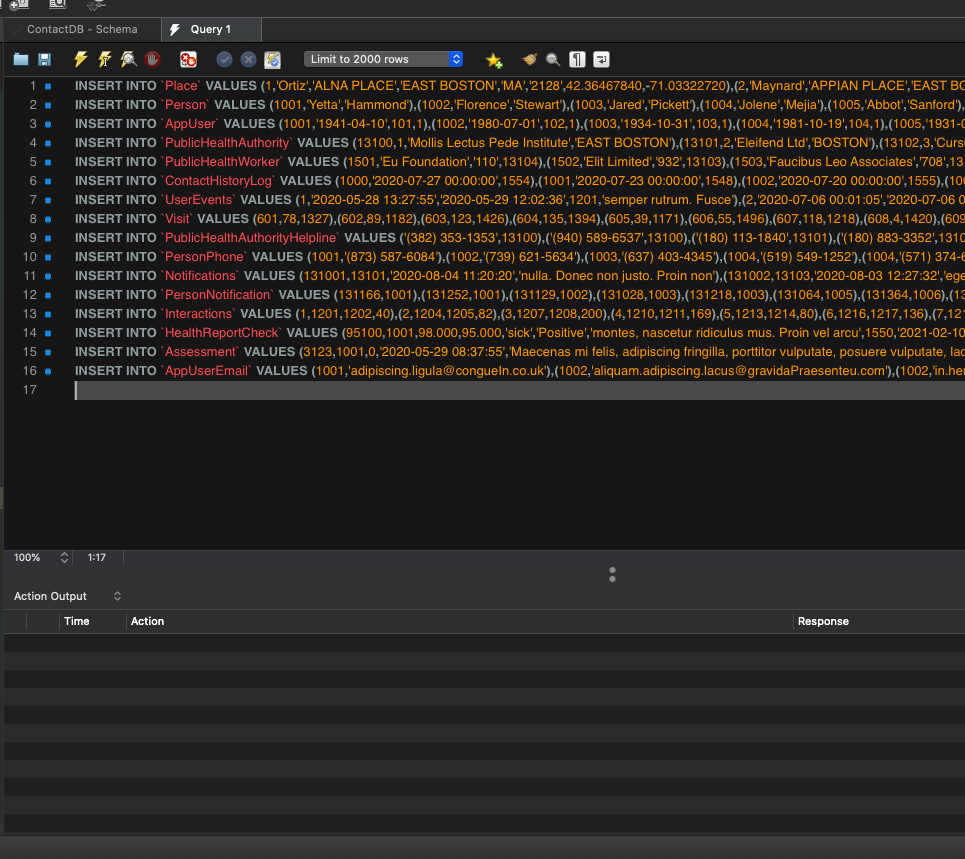 ContactDB - Schema
Query 1
Limit to 2000 rows
1 INSERT INTO `Place` VALUES (1,'Ortiz','ALNA PLACE','EAST BOSTON','MA','2128',42.36467840,-71.03322720),(2,'Maynard','APPIAN PLACE','EAST BO
2 INSERT INTO `Person` VALUES (1001,'Yetta','Hammond'),(1002,'Florence','Stewart'),(1003,'Jared','Pickett'),(1004,'Jolene','Mejia'),(1005,'Abbot','Sanford'),
3 INSERT INTO `AppUser` VALUES (1001,'1941-04-10',101,1),(1002,'1980-07-01',102,1),(1003,'1934-10-31',103,1),(1004,'1981-10-19',104,1),(1005,'1931-0
4 INSERT INTO `PublicHealthAuthority` VALUES (13100,1,'Mollis Lectus Pede Institute','EAST BOSTON'),(13101,2,'Eleifend Ltd','BOSTON'),(13102,3,'Cursu
5 INSERT INTO `PublicHealthWorker` VALUES (1501,'Eu Foundation','110',13104),(1502,'Elit Limited','932',13103),(1503,'Faucibus Leo Associates','708',13
6 INSERT INTO `ContactHistoryLog` VALUES (1000,'2020-07-27 00:00:00',1554),(1001,'2020-07-23 00:00:00',1548),(1002,'2020-07-20 00:00:00',1555),(10
7 INSERT INTO `UserEvents` VALUES (1,'2020-05-28 13:27:55','2020-05-29 12:02:36',1201,'semper rutrum. Fusce'),(2,'2020-07-06 00:01:05','2020-07-06 0
8 INSERT INTO `Visit` VALUES (601,78,1327),(602,89,1182),(603,123,1426),(604,135,1394),(605,39,1171),(606,55,1496),(607,118,1218),(608,4,1420),(609
9 INSERT INTO `PublicHealthAuthorityHelpline` VALUES ('(382) 353-1353',13100),('(940) 589-6537',13100),('(180) 113-1840',13101),('(180) 883-3352',1310
10 INSERT INTO `PersonPhone` VALUES (1001,'(873) 587-6084'),(1002,'(739) 621-5634'),(1003,'(637) 403-4345'),(1004,'(519) 549-1252'),(1004,'(571) 374-6
11 INSERT INTO `Notifications` VALUES (131001,13101,'2020-08-04 11:20:20','nulla. Donec non justo. Proin non'),(131002,13103,'2020-08-03 12:27:32','ege
12 INSERT INTO `PersonNotification` VALUES (131166,1001),(131252,1001),(131129,1002),(131028,1003),(131218,1003),(131064,1005),(131364,1006),(13
13 INSERT INTO `Interactions` VALUES (1,1201,1202,40),(2,1204,1205,82),(3,1207,1208,200),(4,1210,1211,169),(5,1213,1214,80),(6,1216,1217,136),(7,121
14 INSERT INTO `HealthReportCheck` VALUES (95100,1001,98.000,95.000,'sick','Positive','montes, nascetur ridiculus mus. Proin vel arcu',1550,'2021-02-10
15 INSERT INTO `Assessment` VALUES (3123,1001,0,'2020-05-29 08:37:55','Maecenas mi felis, adipiscing fringilla, porttitor vulputate, posuere vulputate, lac
16 INSERT INTO `AppUserEmail` VALUES (1001,'adipiscing.ligula@congueIn.co.uk'),(1002,'aliquam.adipiscing.lacus@gravidaPraesenteu.com'),(1002,'in.her
17
100% 1:17
Action Output
Time Action Response